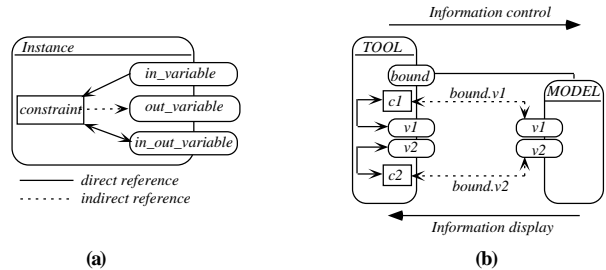 Instance
in_variable
constraint
out_variable
in_out_variable
direct reference
indirect reference
(a)
Information control
TOOL
bound
MODEL
c1
bound.v1
v1
v1
v2
v2
c2
bound.v2
Information display
(b)